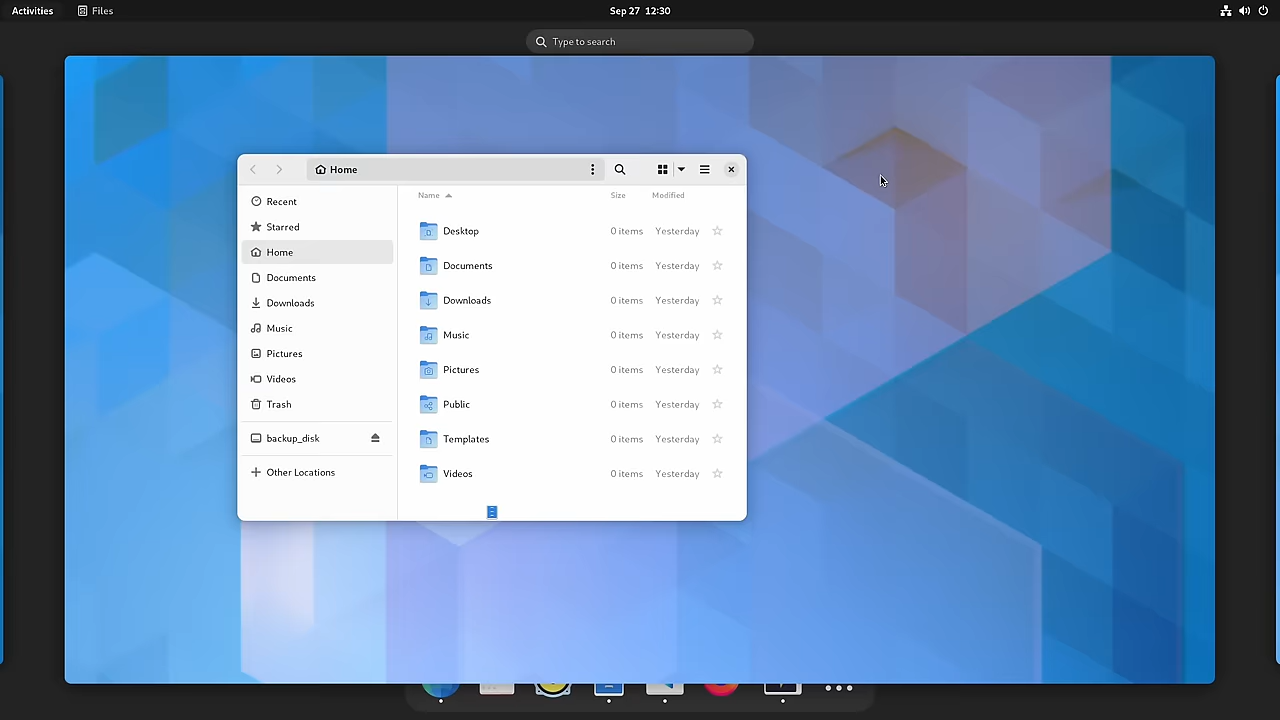 Activities Files Sep 27 12:30
Type to search
Home
Name Size Modified
Recent
Starred
Home
Documents
Downloads
Music
Pictures
Videos
Trash
backup_disk
Other Locations
Desktop 0 items Yesterday
Documents 0 items Yesterday
Downloads 0 items Yesterday
Music 0 items Yesterday
Pictures 0 items Yesterday
Public 0 items Yesterday
Templates 0 items Yesterday
Videos 0 items Yesterday